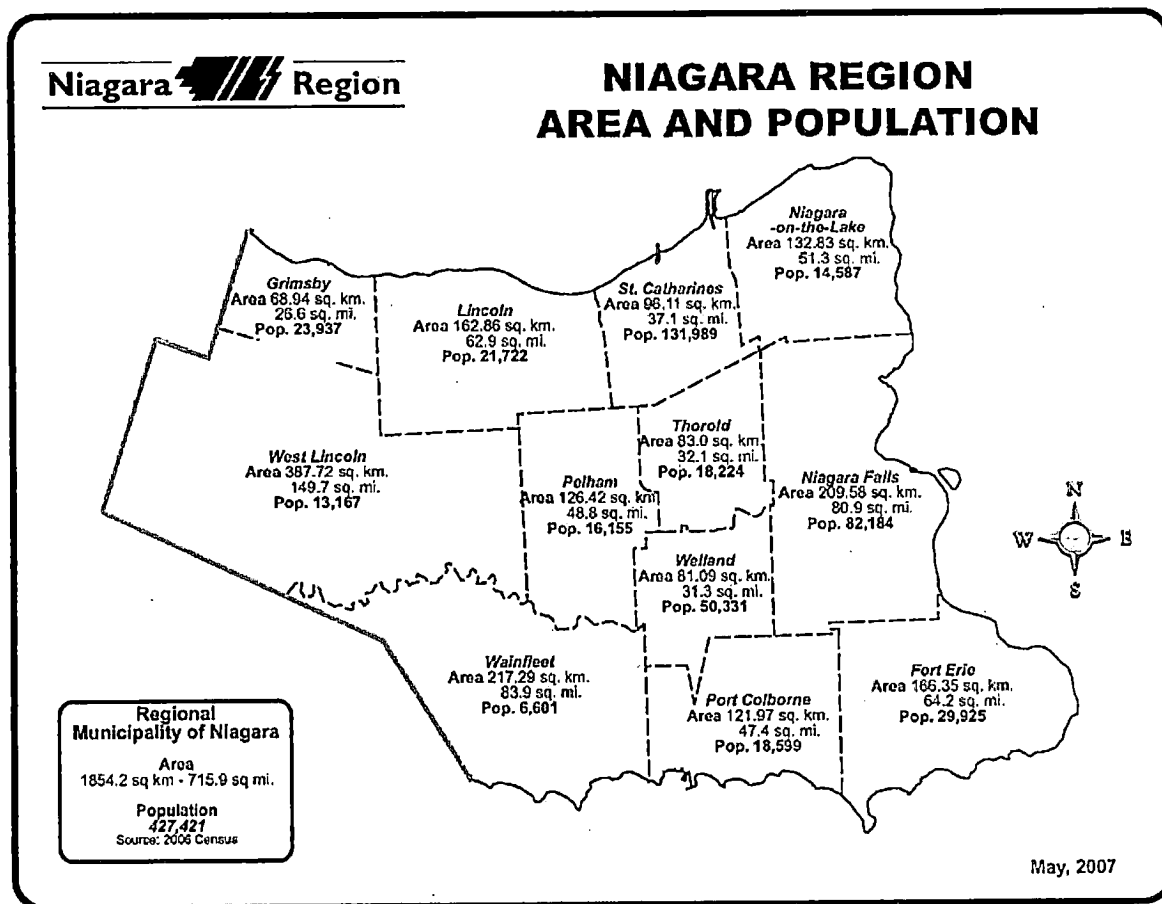 Niagara Region
NIAGARA REGION
AREA AND POPULATION
Niagara
-on-the-Lake
Area 132.83 sq. km.
51.3 sq. mi.
Pop. 14,587
Grimsby
Area 68.94 sq. km.
26.6 sq. mi.
Pop. 23,937
Lincoln
Area 162.86 sq. km.
62.9 sq. mi.
Pop. 21,722
St. Catharines
Area 96.11 sq. km.
37.1 sq. mi.
Pop. 131,989
West Lincoln
Area 387.72 sq. km.
149.7 sq. mi.
Pop. 13,167
Pelham
Area 126.42 sq. km
48.8 sq. mi.
Pop. 16,155
Thorold
Area 83.0 sq. km.
32.1 sq. mi.
Pop. 18,224
Niagara Falls
Area 209.58 sq. km.
80.9 sq. mi.
Pop. 82,184
N
W E
S
Welland
Area 81.09 sq. km.
31.3 sq. mi.
Pop. 50,331
Wainfleet
Area 217.29 sq. km.
83.9 sq. mi.
Pop. 6,601
Port Colborne
Area 121.97 sq. km.
47.4 sq. mi.
Pop. 18,599
Fort Erie
Area 166.35 sq. km.
64.2 sq. mi.
Pop. 29,925
Regional
Municipality of Niagara
Area
1854.2 sq km - 715.9 sq mi.
Population
427,421
Source: 2006 Census
May, 2007